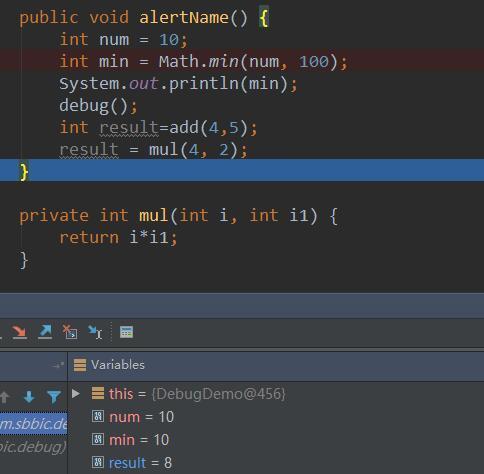 public void alertName() {
int num = 10;
int min = Math.min(num, 100);
System.out.println(min);
debug();
int result=add(4,5);
result = mul(4, 2);
}
private int mul(int i, int i1) {
return i*i1;
}
Variables
this = {DebugDemo@456}
m.sbbic.de
num = 10
min = 10
bic.debug)
result = 8